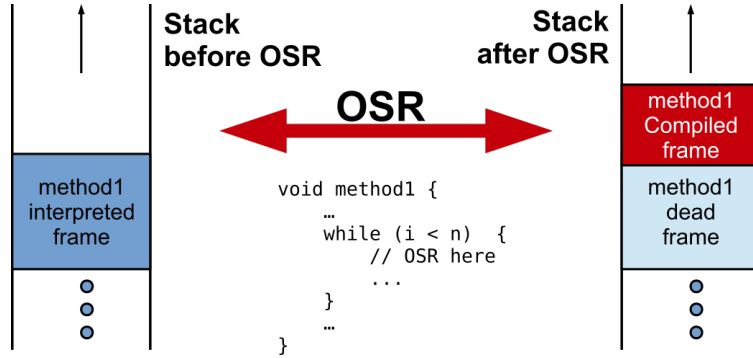 Stack
before OSR
Stack
after OSR
OSR
method1
Compiled
frame
method1
interpreted
frame
method1
dead
frame
void method1 {
    …
    while (i < n)  {
        // OSR here
        ...
    }
    …
}